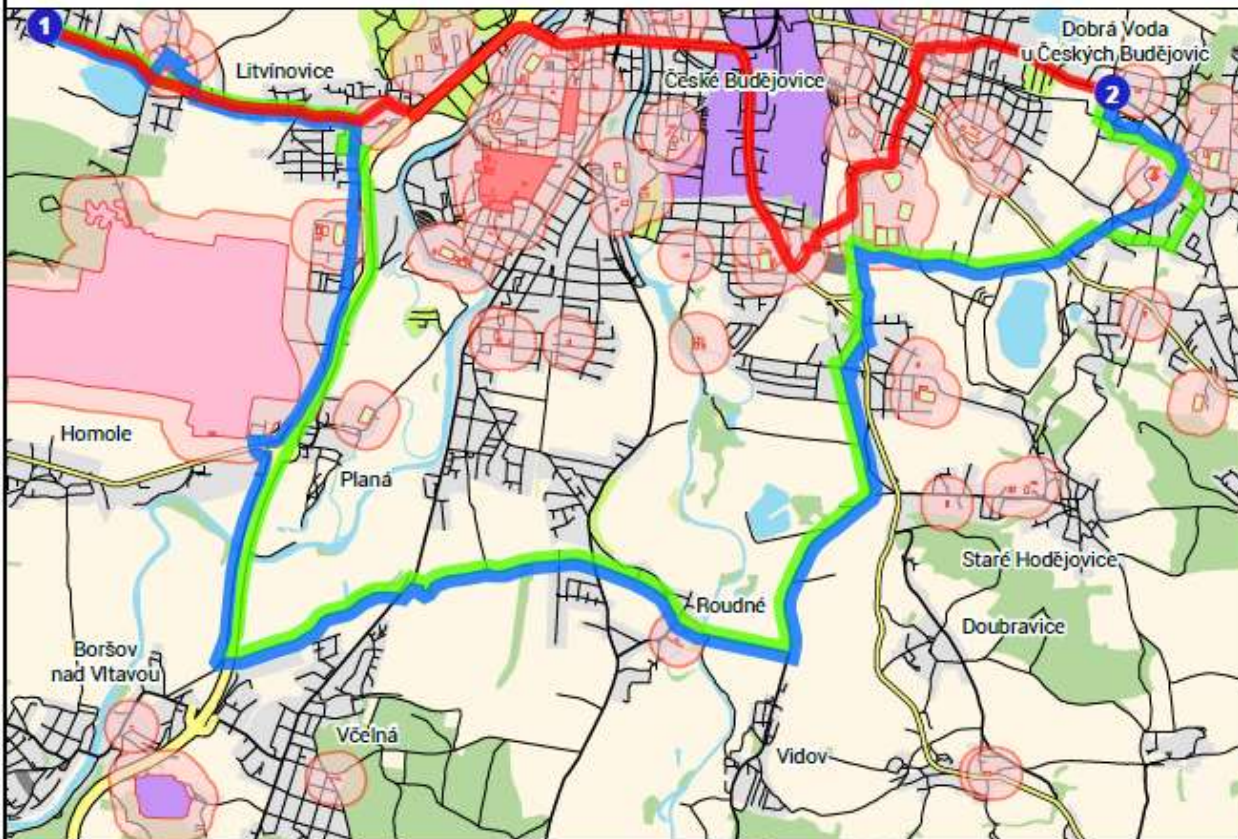 1
Litvínovice
Dobrá Voda
u Českých Budějovic
České Budějovice
2
Homole
Planá
Staré Hodějovice
Roudné
Doubravice
Boršov
nad Vltavou
Včelná
Vidov